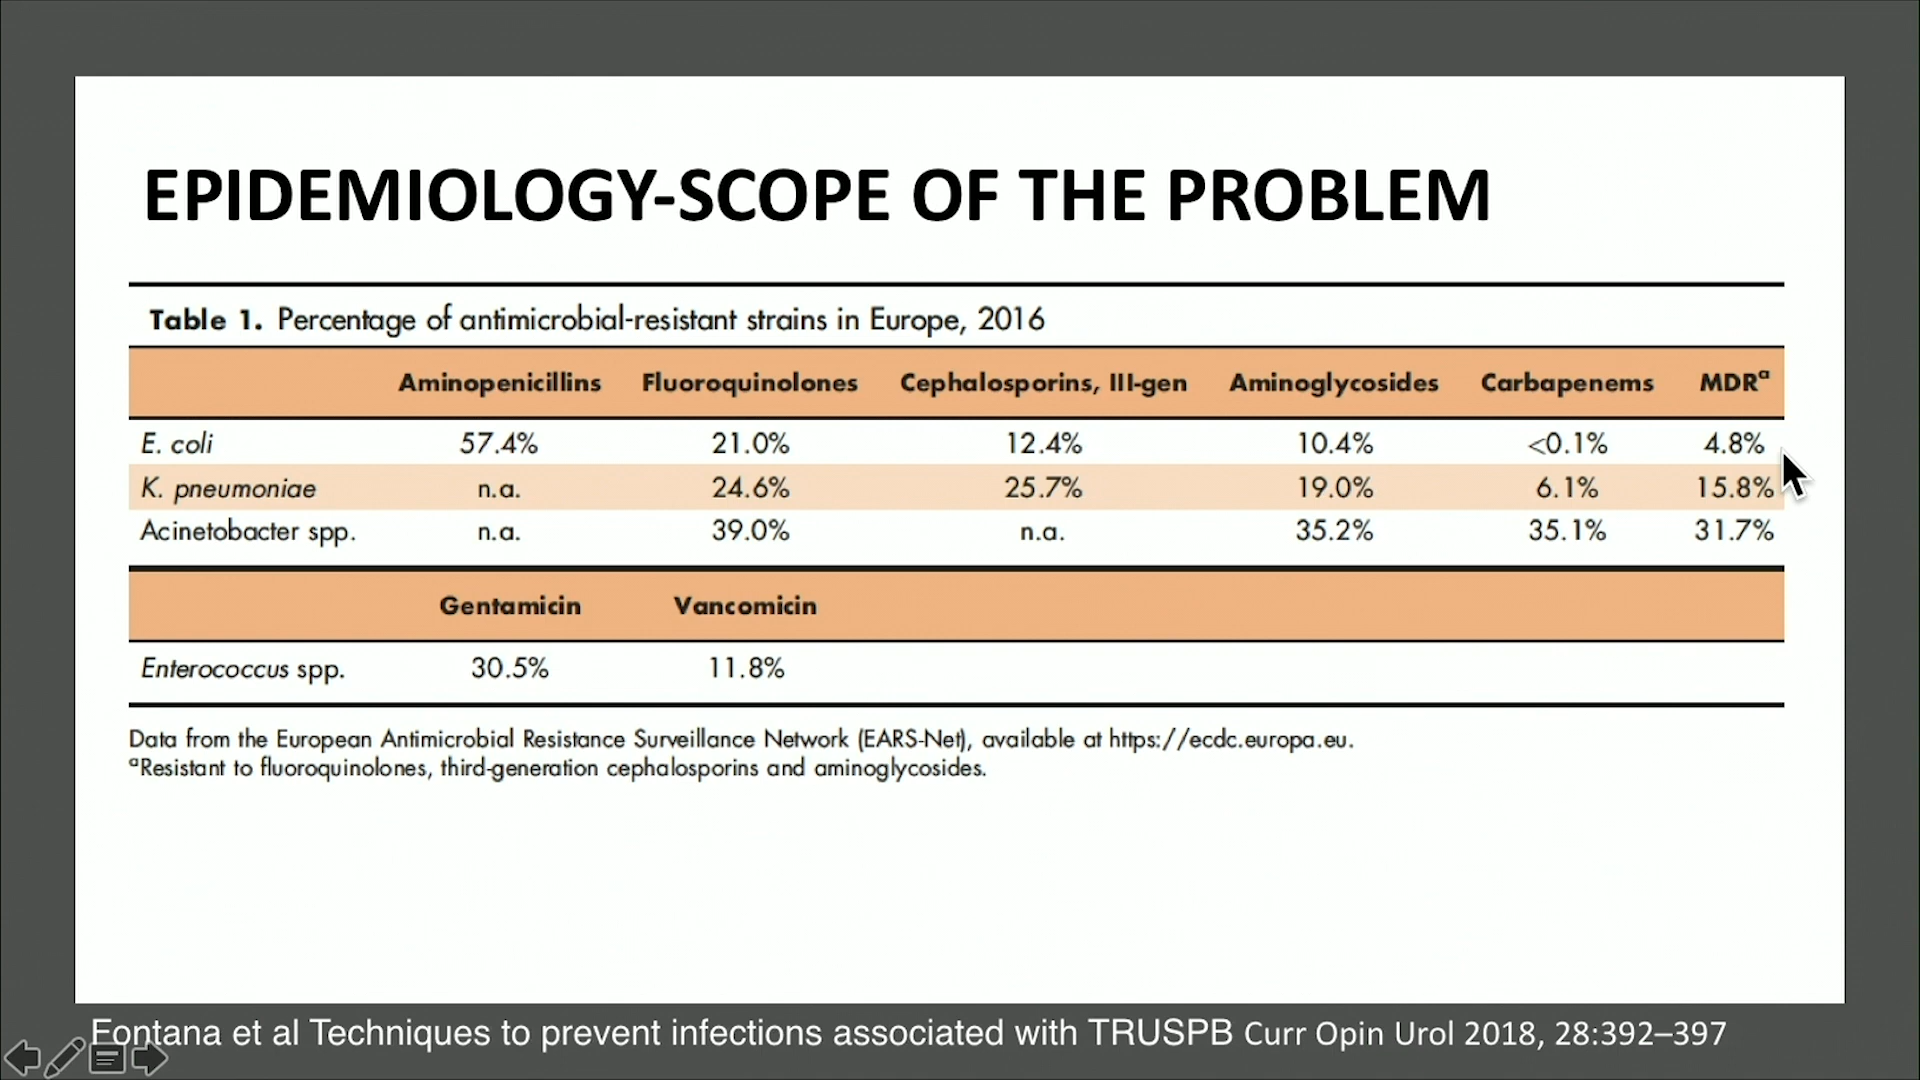 EPIDEMIOLOGY-SCOPE OF THE PROBLEM
Table 1. Percentage of antimicrobial-resistant strains in Europe, 2016
Aminopenicillins Fluoroquinolones Cephalosporins, III-gen Aminoglycosides Carbapenems MDRᵃ
E. coli 57.4% 21.0% 12.4% 10.4% <0.1% 4.8%
K. pneumoniae n.a. 24.6% 25.7% 19.0% 6.1% 15.8%
Acinetobacter spp. n.a. 39.0% n.a. 35.2% 35.1% 31.7%
Gentamicin Vancomicin
Enterococcus spp. 30.5% 11.8%
Data from the European Antimicrobial Resistance Surveillance Network (EARS-Net), available at https://ecdc.europa.eu.
ᵃResistant to fluoroquinolones, third-generation cephalosporins and aminoglycosides.
Fontana et al Techniques to prevent infections associated with TRUSPB Curr Opin Urol 2018, 28:392–397